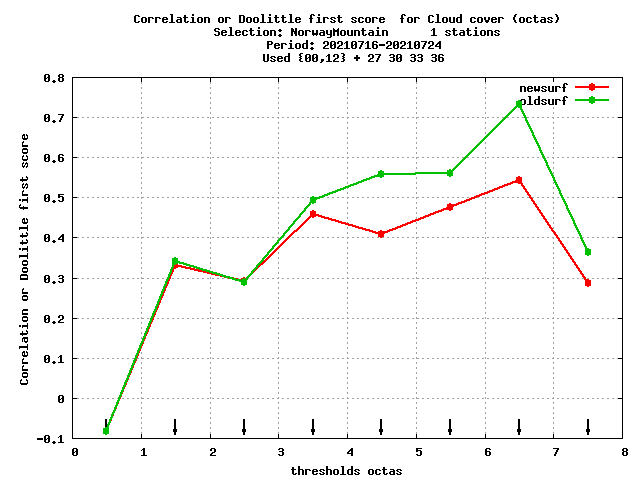 Correlation or Doolittle first score  for Cloud cover (octas)
Selection: NorwayMountain      1 stations
Period: 20210716-20210724
Used {00,12} + 27 30 33 36
newsurf
oldsurf
Correlation or Doolittle first score
0.8
0.7
0.6
0.5
0.4
0.3
0.2
0.1
0
-0.1
0 1 2 3 4 5 6 7 8
thresholds octas